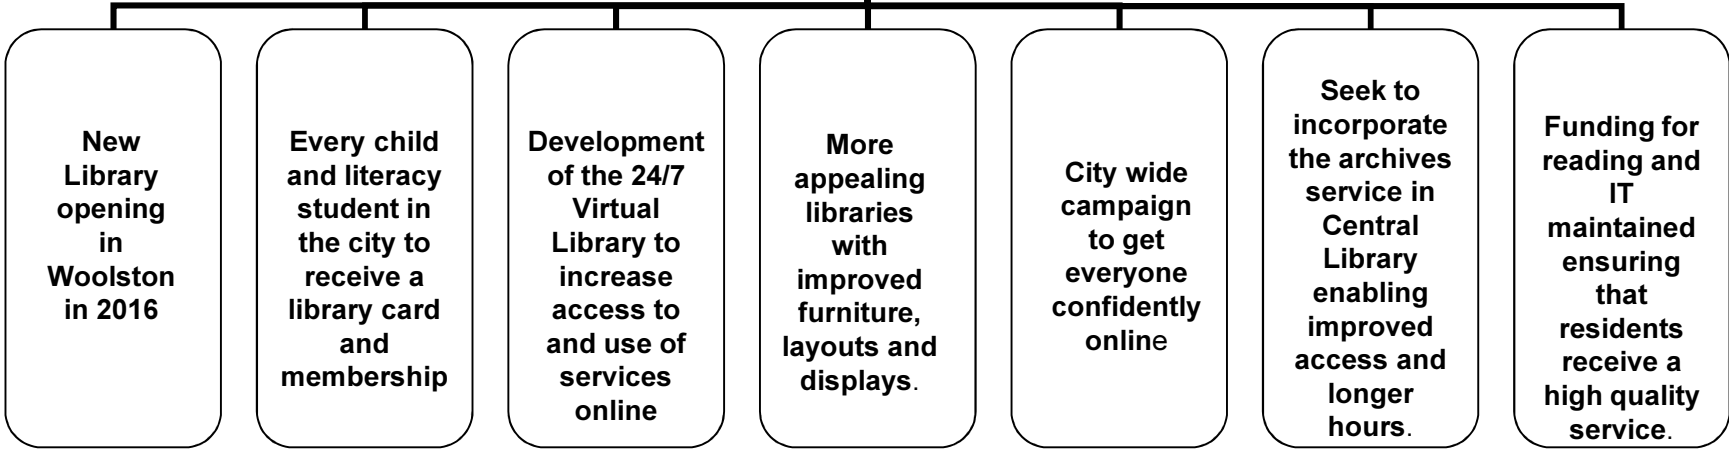 New
Library
opening
in
Woolston
in 2016
Every child
and literacy
student in
the city to
receive a
library card
and
membership
Development
of the 24/7
Virtual
Library to
increase
access to
and use of
services
online
More
appealing
libraries
with
improved
furniture,
layouts and
displays.
City wide
campaign
to get
everyone
confidently
online
Seek to
incorporate
the archives
service in
Central
Library
enabling
improved
access and
longer
hours.
Funding for
reading and
IT
maintained
ensuring
that
residents
receive a
high quality
service.